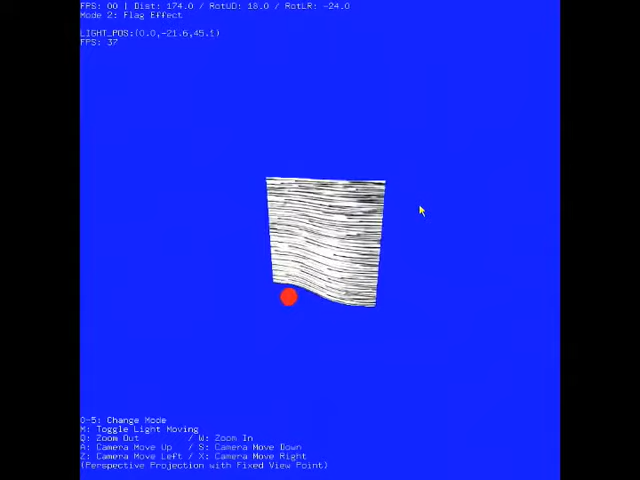 FPS: 00 | Dist: 174.0 / RotUD: 18.0 / RotLR: -24.0
Mode 2: Flag Effect
LIGHT_POS:(0.0,-21.6,45.1)
FPS: 37
0-5: Change Mode
M: Toggle Light Moving
Q: Zoom Out / W: Zoom In
A: Camera Move Up / S: Camera Move Down
Z: Camera Move Left / X: Camera Move Right
(Perspective Projection with Fixed View Point)